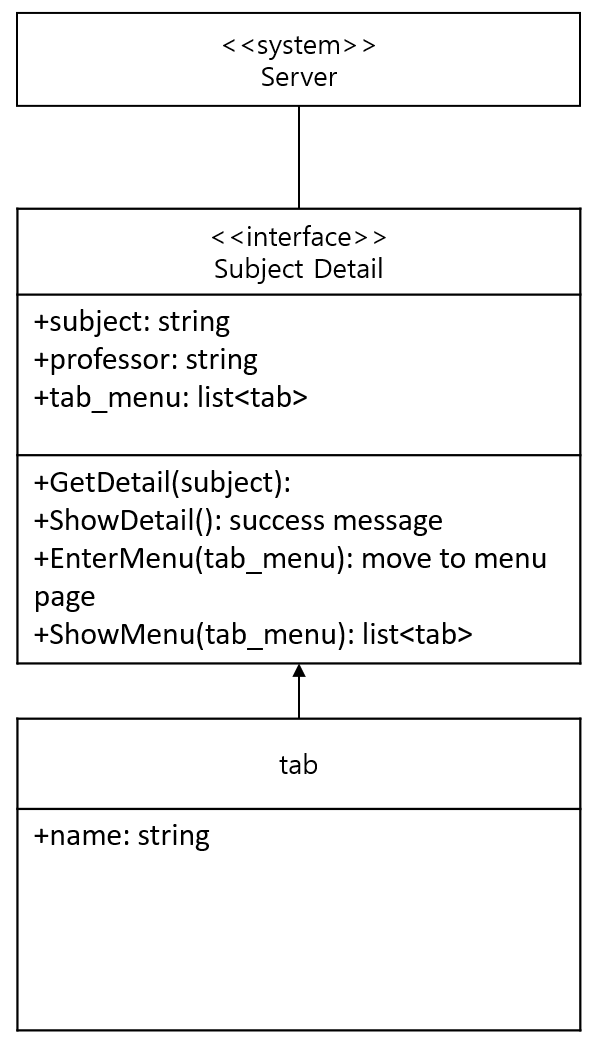 <<system>>
Server
<<interface>>
Subject Detail
+subject: string
+professor: string
+tab_menu: list<tab>
+GetDetail(subject):
+ShowDetail(): success message
+EnterMenu(tab_menu): move to menu
page
+ShowMenu(tab_menu): list<tab>
tab
+name: string